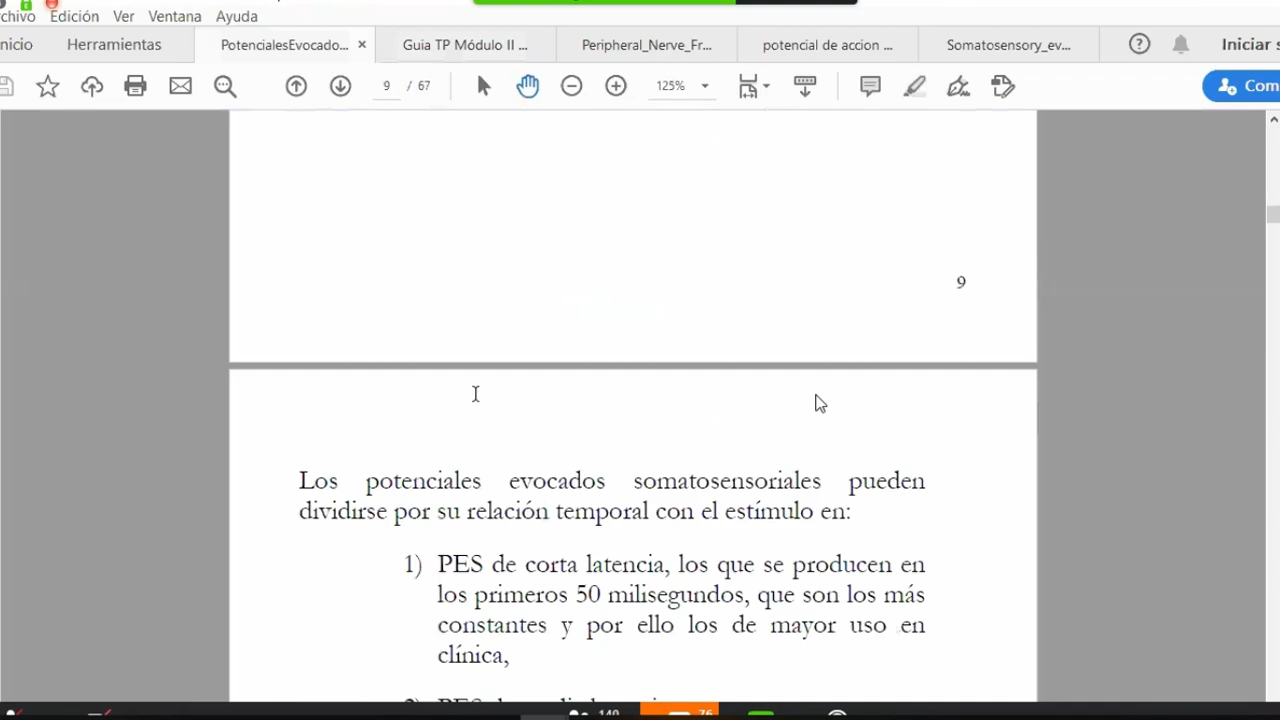 Edición Ver Ventana Ayuda
Herramientas PotencialesEvocado... × Guia TP Módulo II ... Peripheral_Nerve_Fr... potencial de accion ... Somatosensory_ev... Iniciar
9 / 67 125%
9
Los potenciales evocados somatosensoriales pueden
dividirse por su relación temporal con el estímulo en:
1) PES de corta latencia, los que se producen en
los primeros 50 milisegundos, que son los más
constantes y por ello los de mayor uso en
clínica,